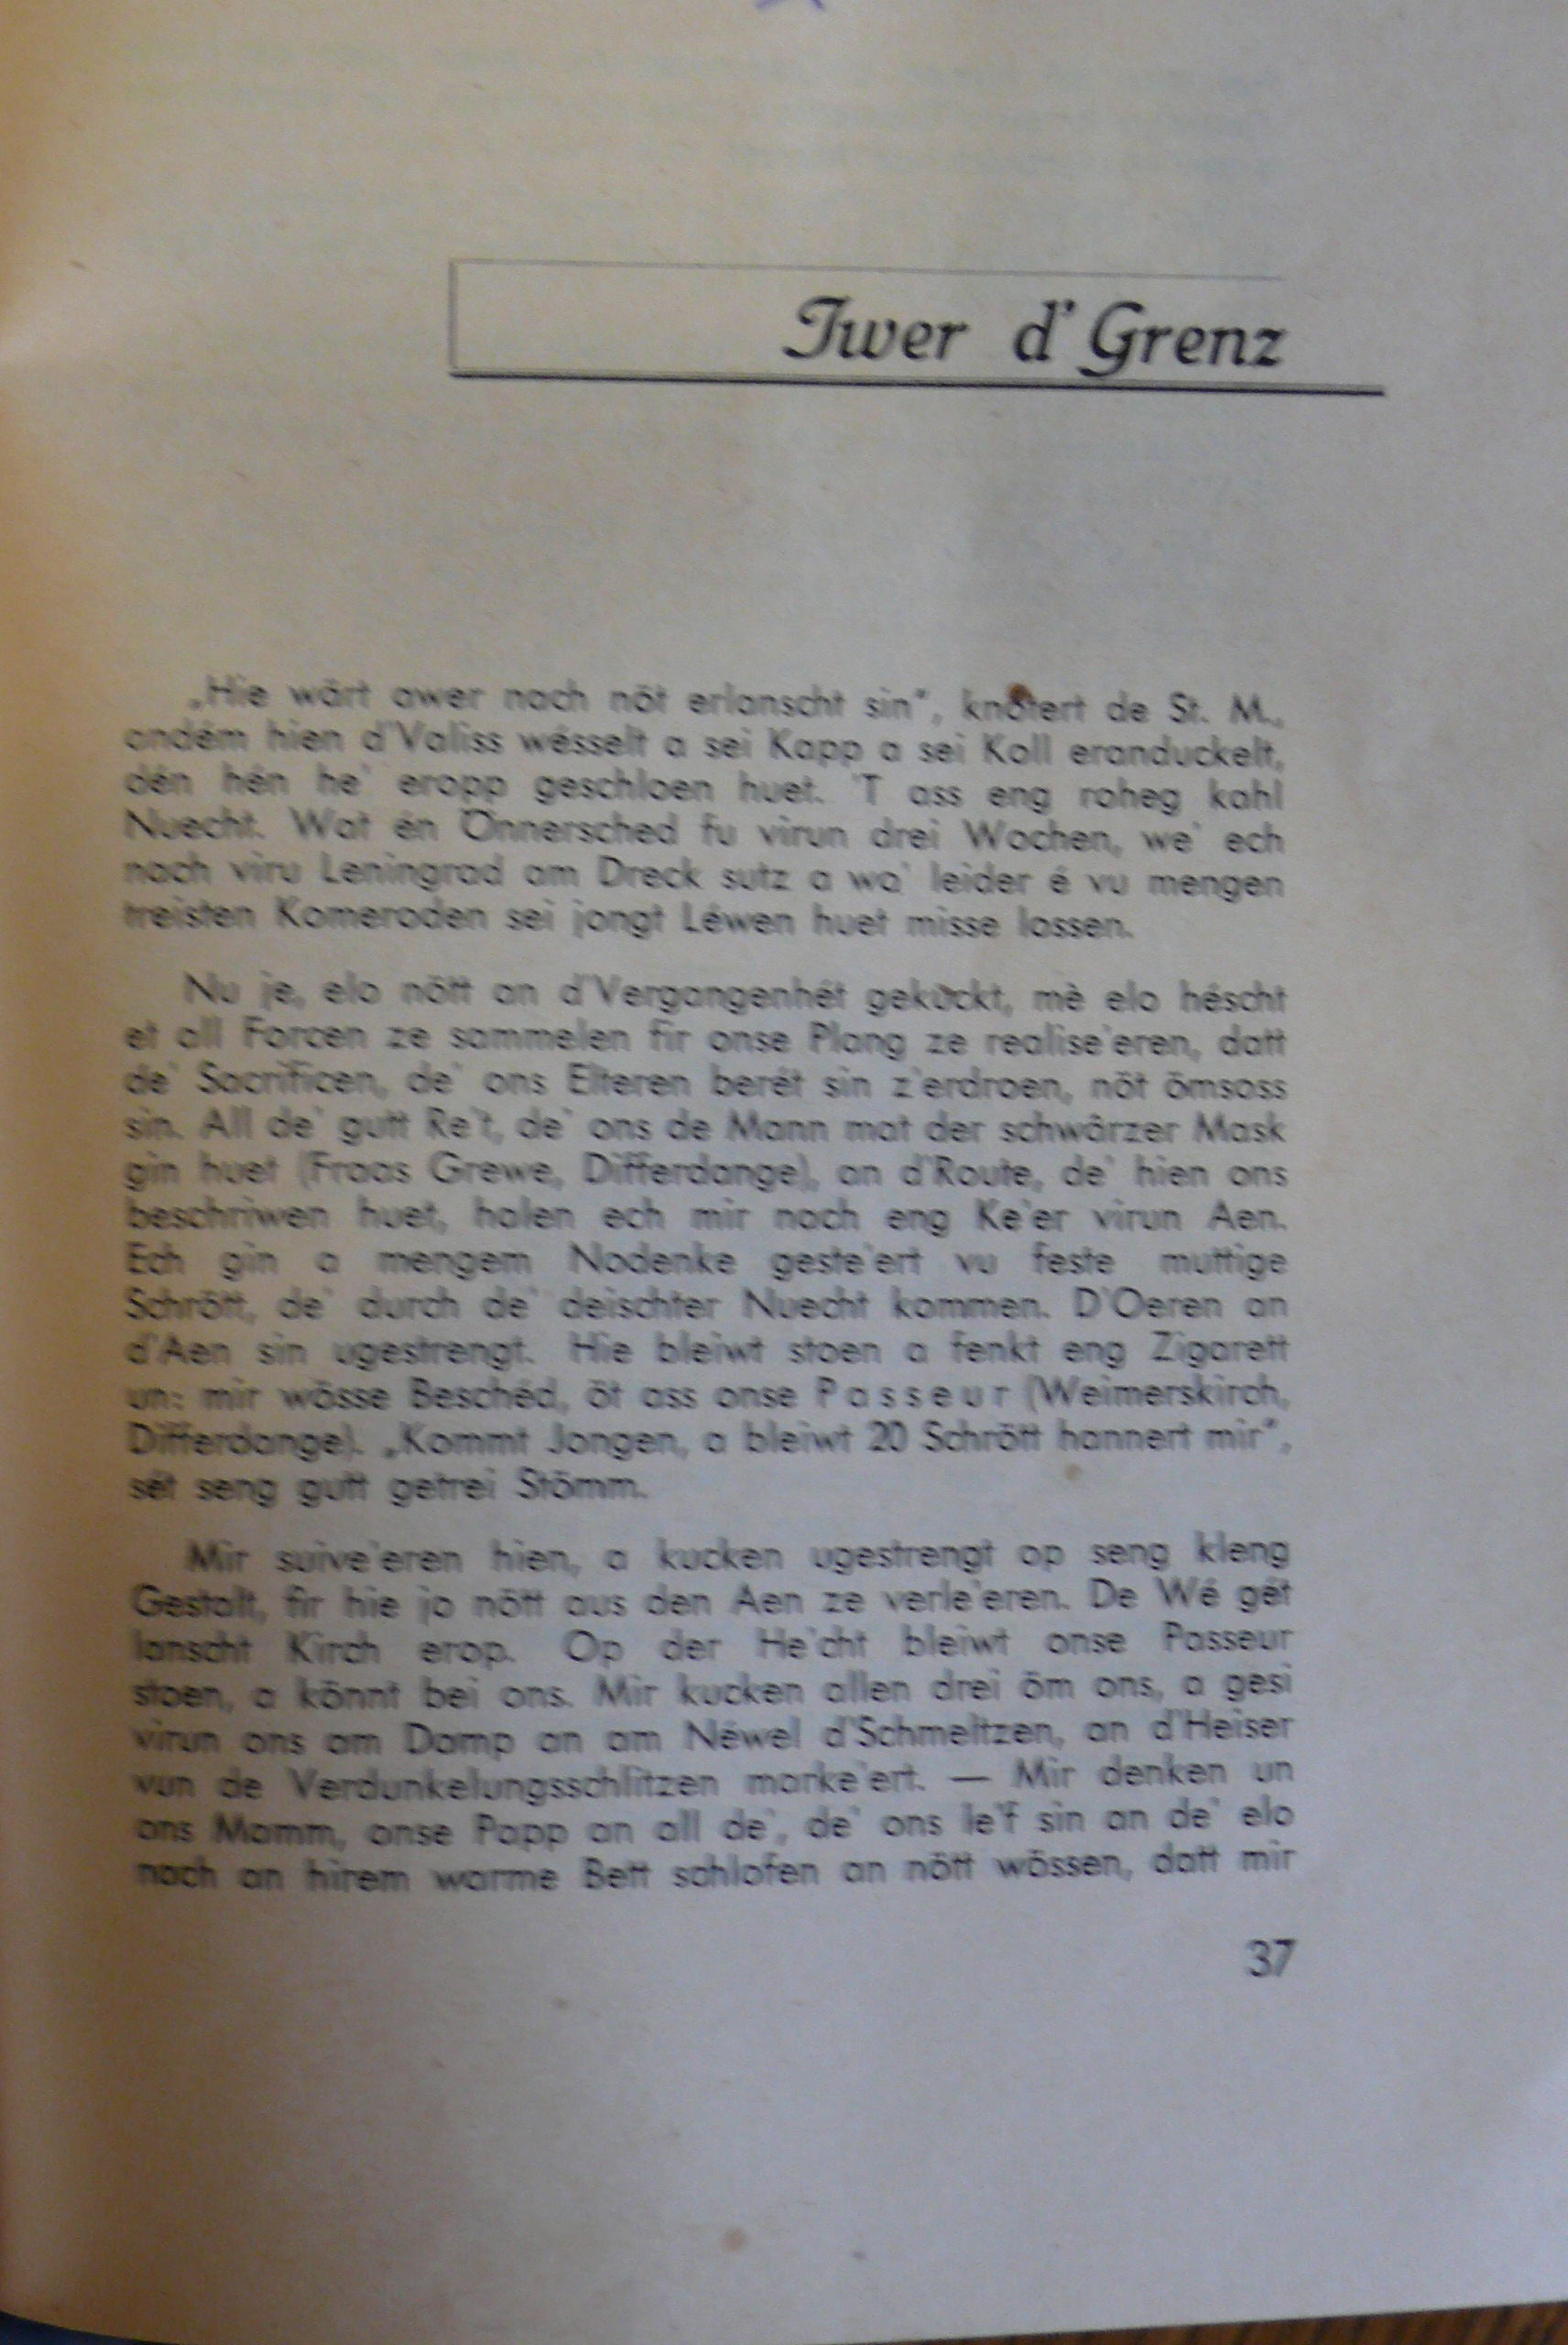 Iwer d'Grenz
„Hie wärt awer nach nöt erlanscht sin“, knötert de St. M.,
andém hien d'Valiss wésselt a sei Kapp a sei Koll eranduckelt,
dén hén he' eropp geschloen huet. 'T ass eng roheg kahl
Nuecht. Wat én Önnersched fu virun drei Wochen, we' ech
nach viru Leningrad am Dreck sutz a wo' leider é vu mengen
treisten Komeroden sei jongt Léwen huet misse lossen.
Nu je, elo nött an d'Vergangenhét gekuckt, mè elo héscht
et all Forcen ze sammelen fir onse Plang ze realise'eren, datt
de' Sacrificen, de' ons Elteren berét sin z'erdroen, nöt ömsoss
sin. All de' gutt Re't, de' ons de Mann mat der schwärzer Mask
gin huet (Fraas Grewe, Differdange), an d'Route, de' hien ons
beschriwen huet, halen ech mir nach eng Ke'er virun Aen.
Ech gin a mengem Nodenke geste'ert vu feste muttige
Schrött, de' durch de' deischter Nuecht kommen. D'Oeren an
d'Aen sin ugestrengt. Hie bleiwt stoen a fenkt eng Zigarett
un: mir wösse Beschéd, öt ass onse Passeur (Weimerskirch,
Differdange). „Kommt Jongen, a bleiwt 20 Schrött hannert mir“,
sét seng gutt getrei Stömm.
Mir suive'eren hien, a kucken ugestrengt op seng kleng
Gestalt, fir hie jo nött aus den Aen ze verle'eren. De Wé gét
lanscht Kirch erop. Op der He'cht bleiwt onse Passeur
stoen, a könnt bei ons. Mir kucken allen drei öm ons, a gesi
virun ons am Damp an am Néwel d'Schmeltzen, an d'Heiser
vun de Verdunkelungsschlitzen marke'ert. — Mir denken un
ons Mamm, onse Papp an all de', de' ons le'f sin an de' elo
nach an hirem warme Bett schlofen an nött wössen, datt mir
37